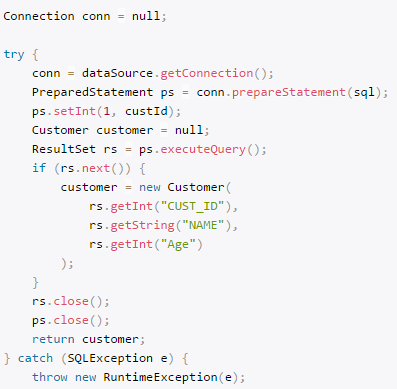 Connection conn = null;

try {
    conn = dataSource.getConnection();
    PreparedStatement ps = conn.prepareStatement(sql);
    ps.setInt(1, custId);
    Customer customer = null;
    ResultSet rs = ps.executeQuery();
    if (rs.next()) {
        customer = new Customer(
            rs.getInt("CUST_ID"),
            rs.getString("NAME"),
            rs.getInt("Age")
        );
    }
    rs.close();
    ps.close();
    return customer;
} catch (SQLException e) {
    throw new RuntimeException(e);